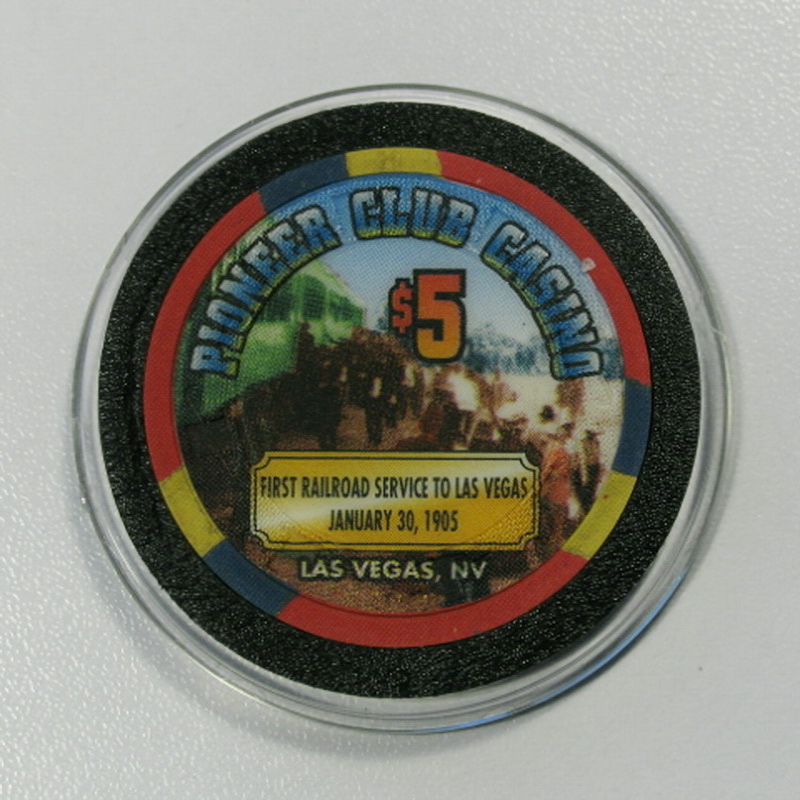 PIONEER CLUB CASINO
$5
FIRST RAILROAD SERVICE TO LAS VEGAS
JANUARY 30, 1905
LAS VEGAS, NV